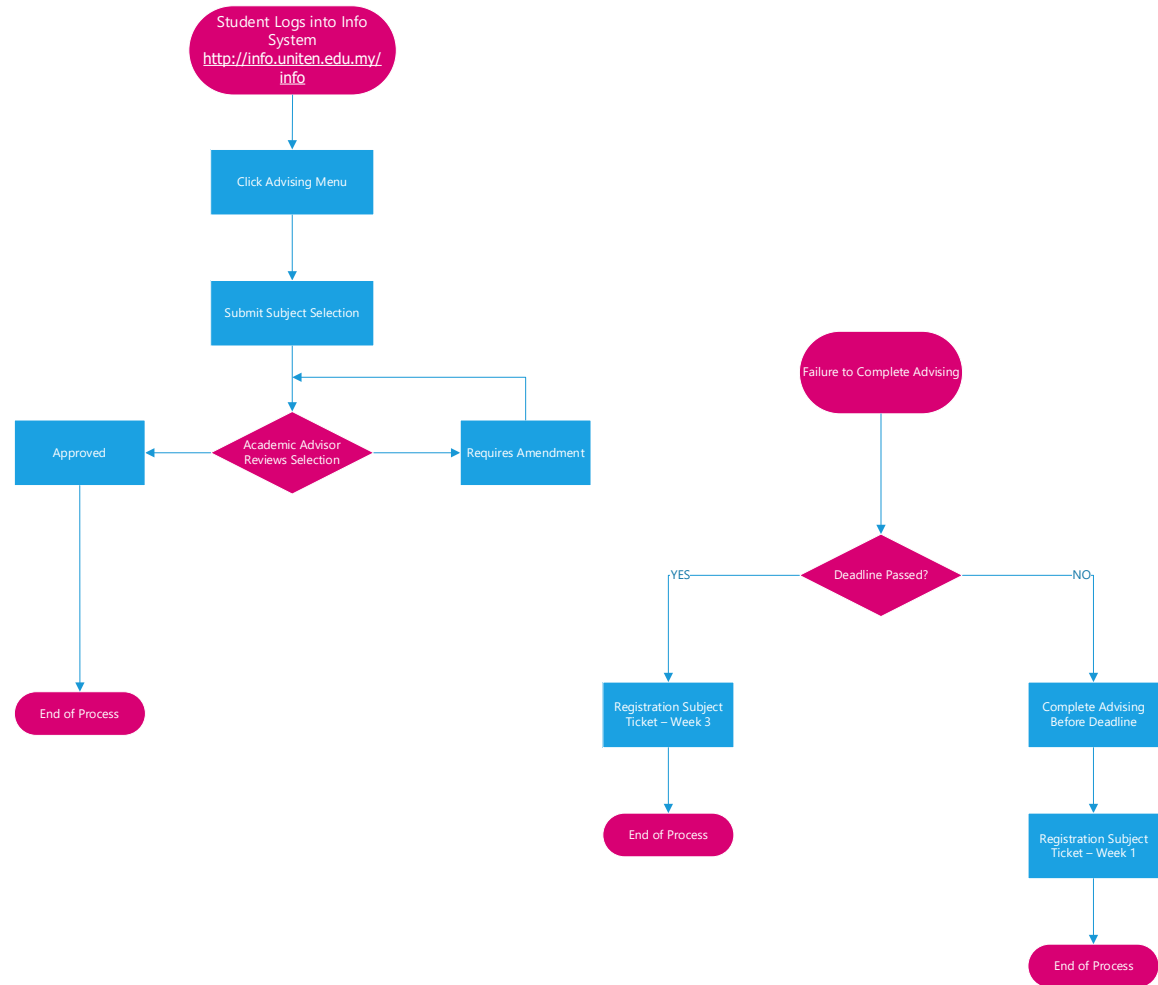 Student Logs into Info
System
http://info.uniten.edu.my/
info
Click Advising Menu
Submit Subject Selection
Approved
Academic Advisor
Reviews Selection
Requires Amendment
End of Process
Failure to Complete Advising
Deadline Passed?
YES
NO
Registration Subject
Ticket – Week 3
End of Process
Complete Advising
Before Deadline
Registration Subject
Ticket – Week 1
End of Process